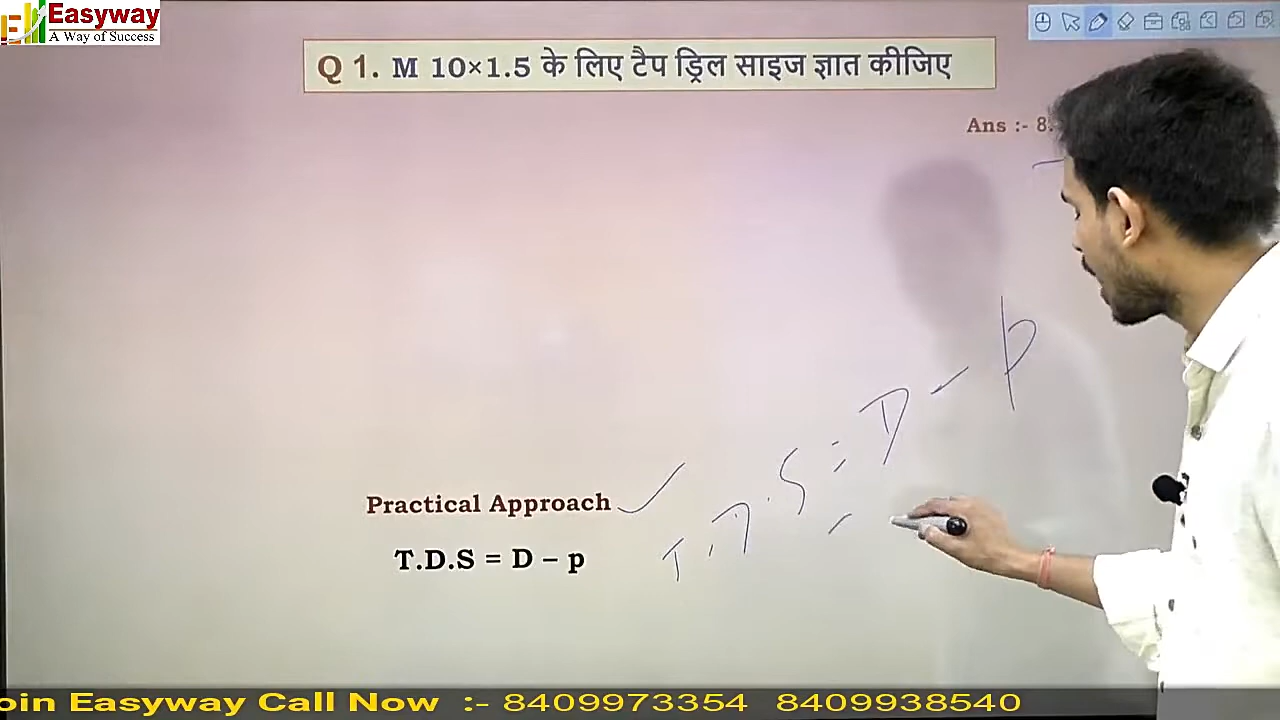 Easyway
A Way of Success
Q 1. M 10×1.5 के लिए टैप ड्रिल साइज ज्ञात कीजिए
Ans :- 8.
T.D.S = D - p
Practical Approach
T.D.S = D – p
oin Easyway Call Now :- 8409973354 8409938540